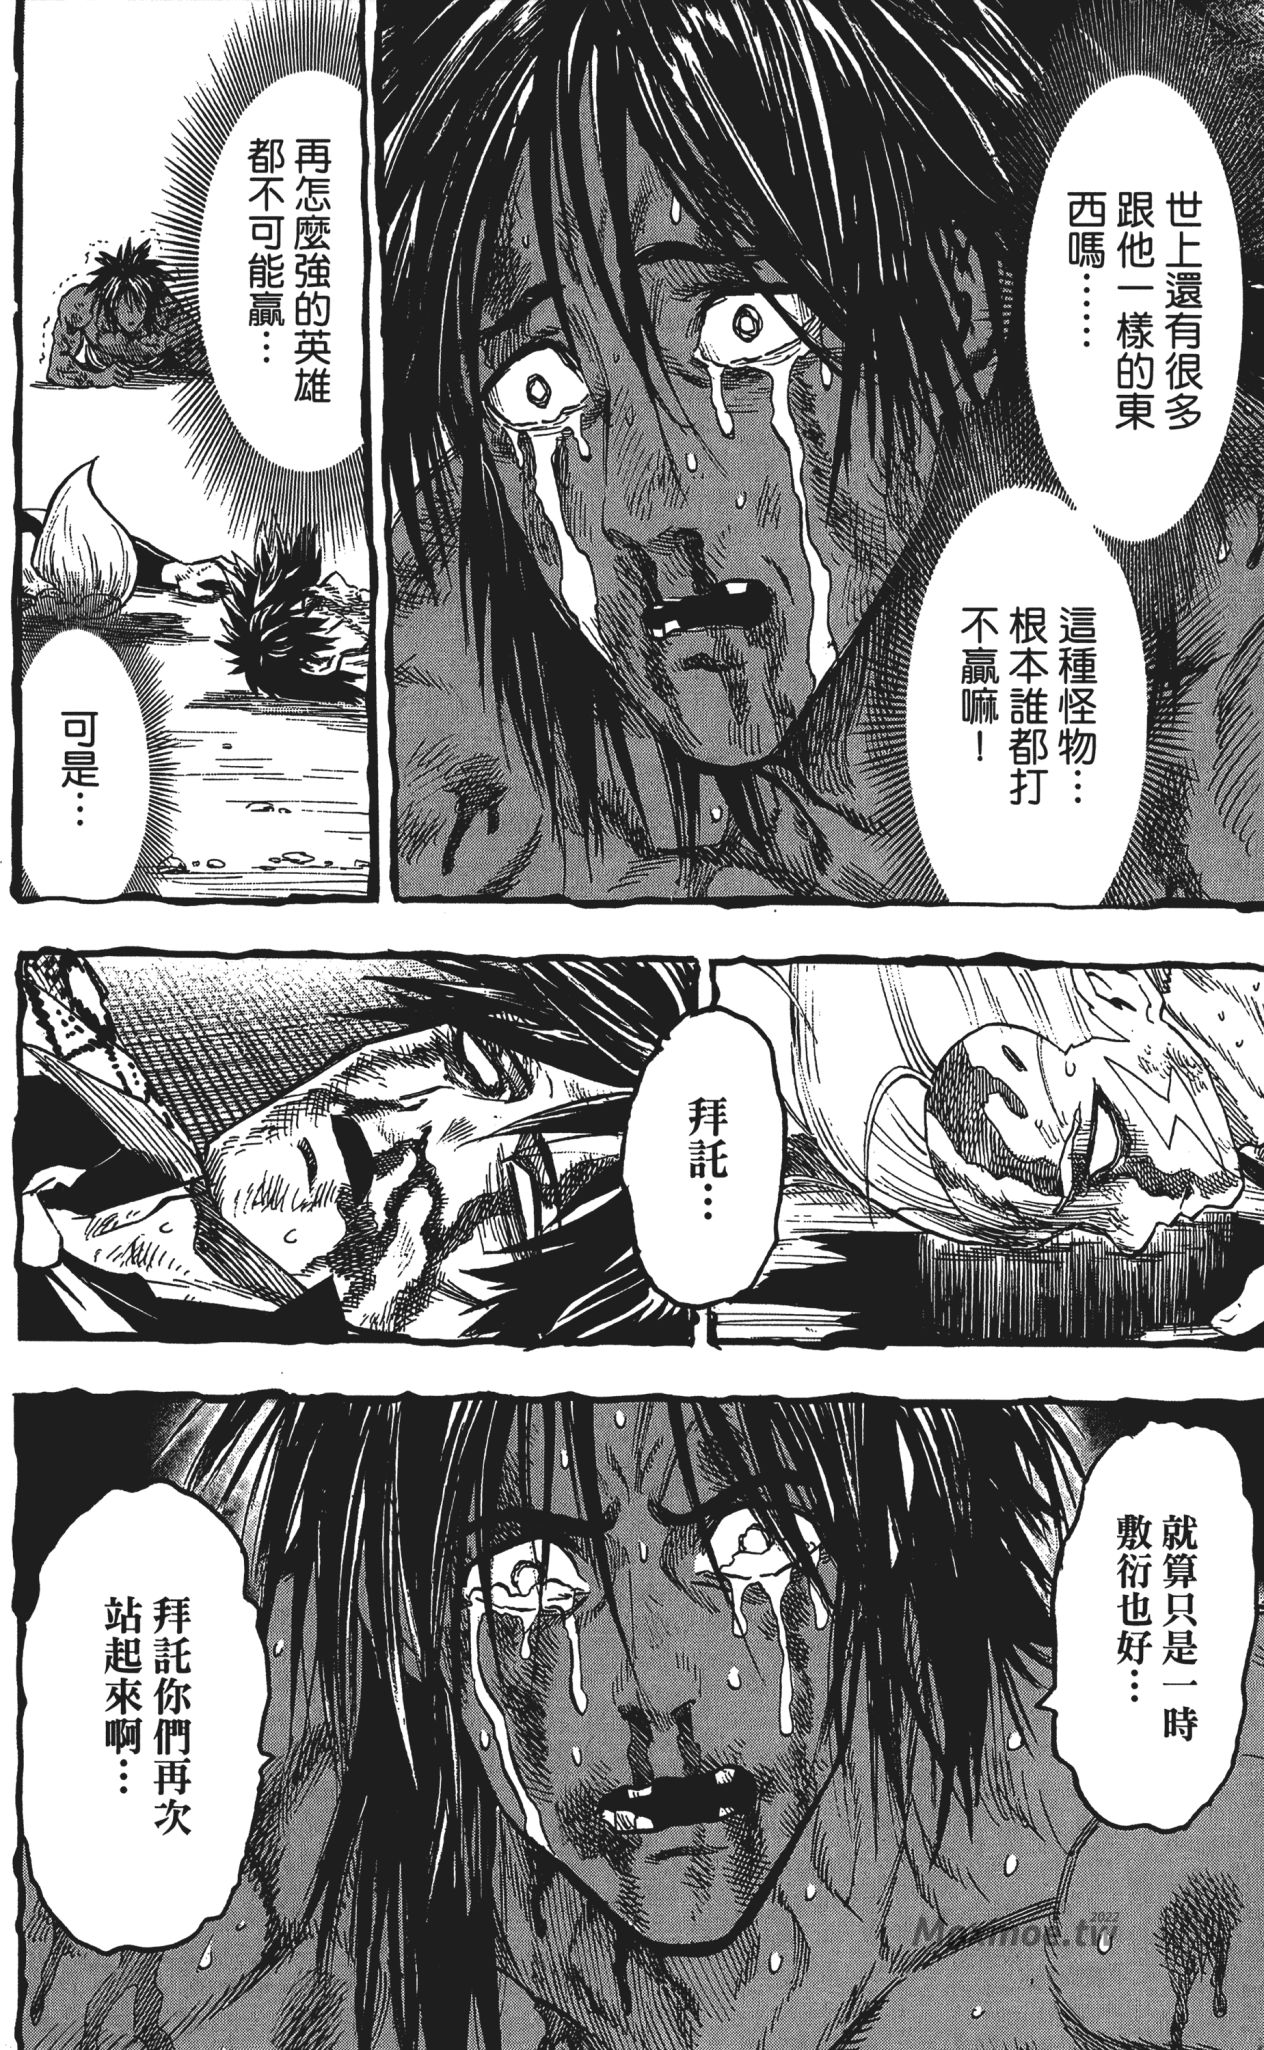 世上還有很多
跟他一樣的東
西嗎……
這種怪物…
根本誰都打
不贏嘛！
再怎麼強的英雄
都不可能贏…
可是…
拜託…
就算只是一時
敷衍也好…
拜託你們再次
站起來啊…
2022
Moxmoe.tw